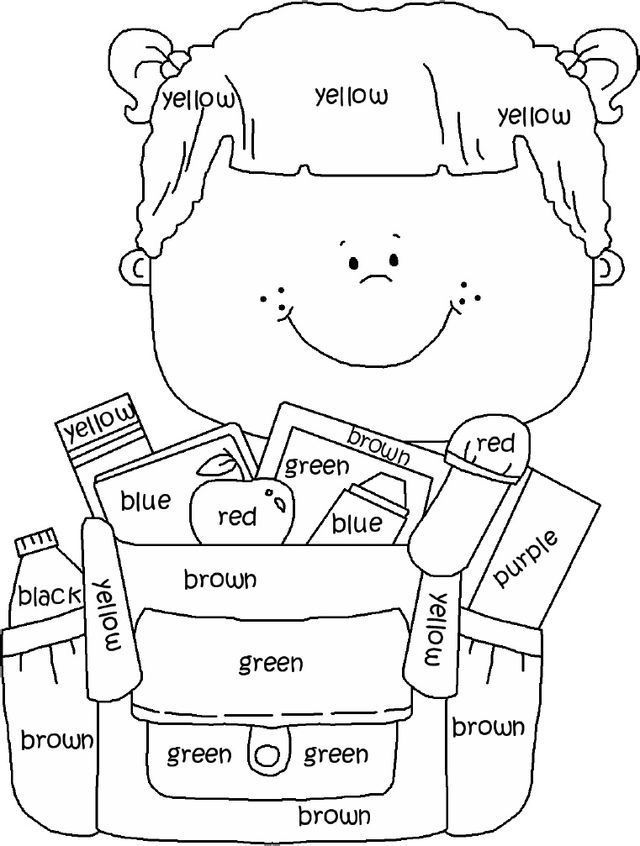 yellow
yellow
yellow
yellow
brown
red
green
blue
red
blue
purple
brown
black
yellow
yellow
green
brown
brown
green
green
brown